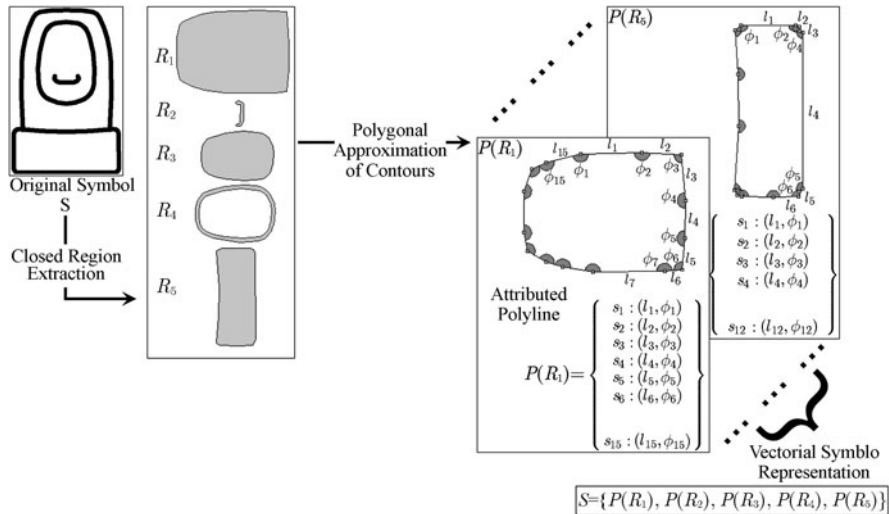 Original Symbol
S
Closed Region
Extraction
R₁
R₂
R₃
R₄
R₅
Polygonal
Approximation
of Contours
P(R₁)
l₁₅ l₁ l₂
ϕ₁₅ ϕ₁ ϕ₂ ϕ₃ l₃
ϕ₄
l₄
ϕ₅
ϕ₇ ϕ₆ l₅
l₇ l₆
Attributed
Polyline
P(R₁)=
s₁ : (l₁, ϕ₁)
s₂ : (l₂, ϕ₂)
s₃ : (l₃, ϕ₃)
s₄ : (l₄, ϕ₄)
s₅ : (l₅, ϕ₅)
s₆ : (l₆, ϕ₆)
s₁₅ : (l₁₅, ϕ₁₅)
P(R₅)
l₁ l₂
ϕ₁ ϕ₂ l₃
ϕ₄
l₄
ϕ₅
ϕ₆ l₅
l₆
s₁ : (l₁, ϕ₁)
s₂ : (l₂, ϕ₂)
s₃ : (l₃, ϕ₃)
s₄ : (l₄, ϕ₄)
s₁₂ : (l₁₂, ϕ₁₂)
Vectorial Symblo
Representation
S={P(R₁), P(R₂), P(R₃), P(R₄), P(R₅)}